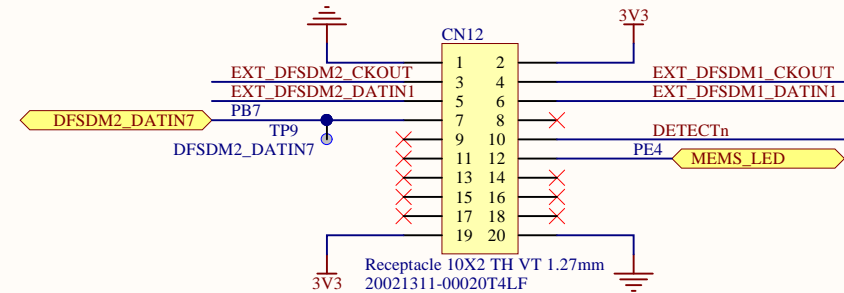 3V3
CN12
1 2
EXT_DFSDM2_CKOUT 3 4 EXT_DFSDM1_CKOUT
EXT_DFSDM2_DATIN1 5 6 EXT_DFSDM1_DATIN1
DFSDM2_DATIN7 PB7 7 8
TP9 9 10 DETECTn
DFSDM2_DATIN7 11 12 PE4 MEMS_LED
13 14
15 16
17 18
19 20
3V3
Receptacle 10X2 TH VT 1.27mm
20021311-00020T4LF